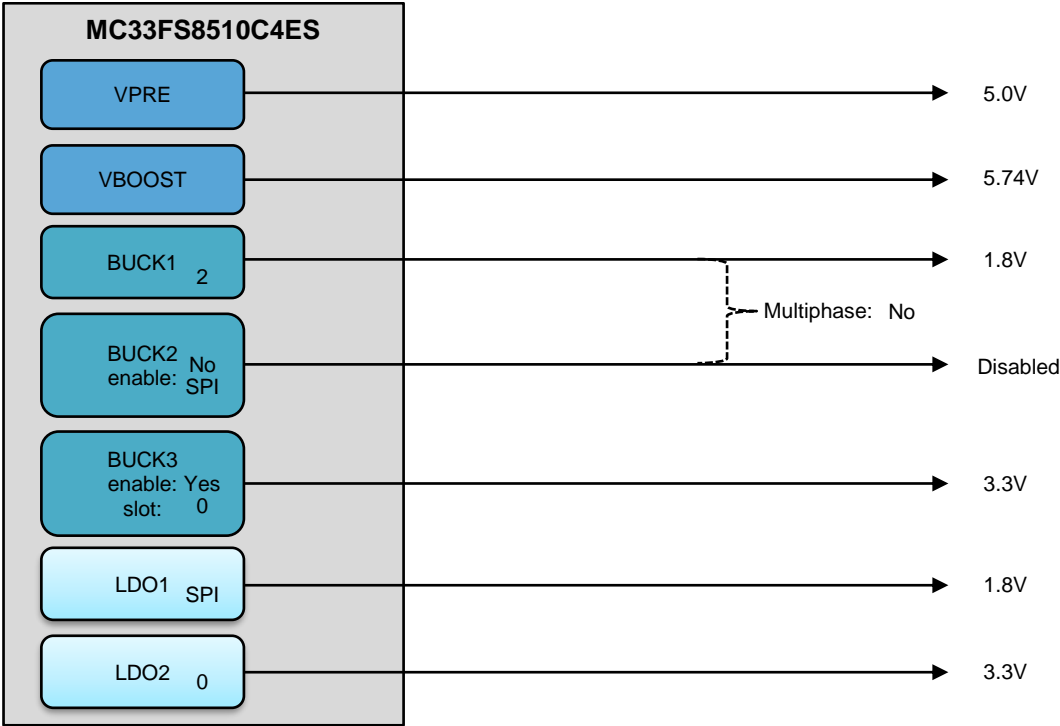 MC33FS8510C4ES
VPRE
5.0V
VBOOST
5.74V
BUCK1
2
1.8V
Multiphase: No
BUCK2
enable: No
SPI
Disabled
BUCK3
enable: Yes
slot: 0
3.3V
LDO1 SPI
1.8V
LDO2 0
3.3V